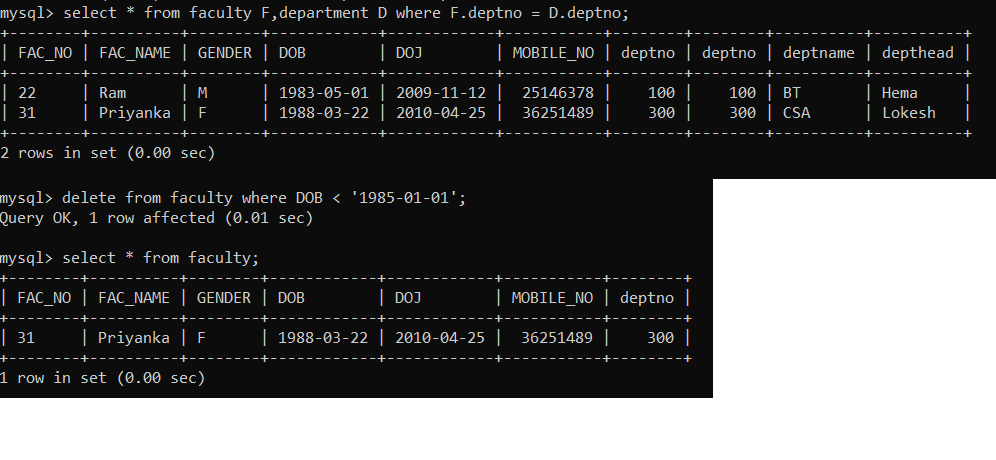 mysql> select * from faculty F,department D where F.deptno = D.deptno;
+--------+----------+--------+------------+------------+-----------+--------+--------+----------+----------+
| FAC_NO | FAC_NAME | GENDER | DOB        | DOJ        | MOBILE_NO | deptno | deptno | deptname | depthead |
+--------+----------+--------+------------+------------+-----------+--------+--------+----------+----------+
| 22     | Ram      | M      | 1983-05-01 | 2009-11-12 |  25146378 |    100 |    100 | BT       | Hema     |
| 31     | Priyanka | F      | 1988-03-22 | 2010-04-25 |  36251489 |    300 |    300 | CSA      | Lokesh   |
+--------+----------+--------+------------+------------+-----------+--------+--------+----------+----------+
2 rows in set (0.00 sec)
mysql> delete from faculty where DOB < '1985-01-01';
Query OK, 1 row affected (0.01 sec)
mysql> select * from faculty;
+--------+----------+--------+------------+------------+-----------+--------+
| FAC_NO | FAC_NAME | GENDER | DOB        | DOJ        | MOBILE_NO | deptno |
+--------+----------+--------+------------+------------+-----------+--------+
| 31     | Priyanka | F      | 1988-03-22 | 2010-04-25 |  36251489 |    300 |
+--------+----------+--------+------------+------------+-----------+--------+
1 row in set (0.00 sec)